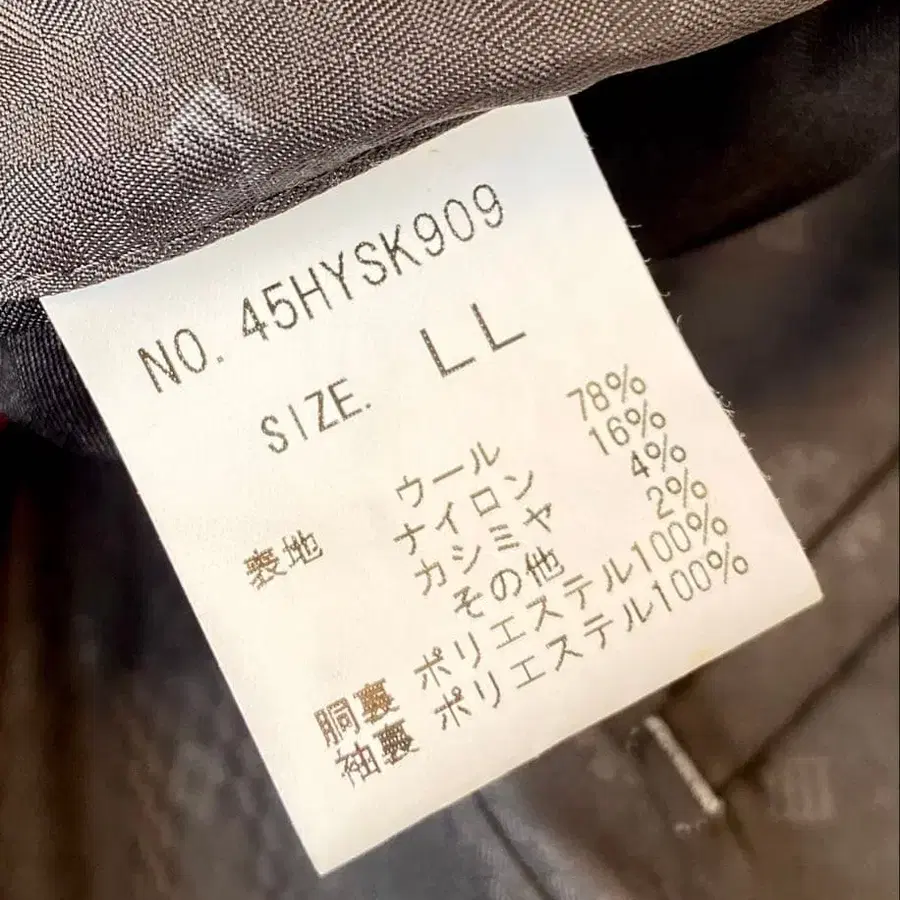 NO. 45HYSK909
SIZE. LL
表地 ウール 78%
ナイロン 16%
カシミヤ 4%
その他 2%
胴裏 ポリエステル100%
袖裏 ポリエステル100%